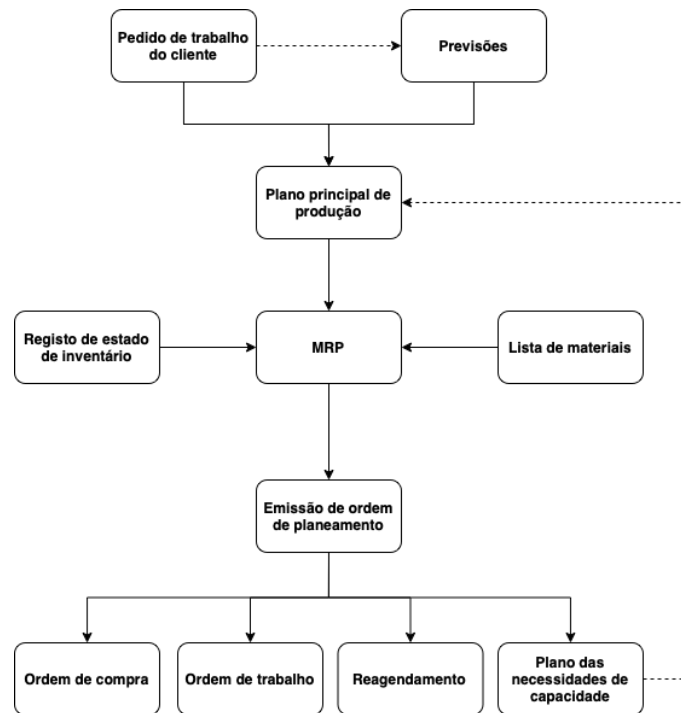 Pedido de trabalho
do cliente
Previsões
Plano principal de
produção
Registo de estado
de inventário
MRP
Lista de materiais
Emissão de ordem
de planeamento
Ordem de compra
Ordem de trabalho
Reagendamento
Plano das
necessidades de
capacidade